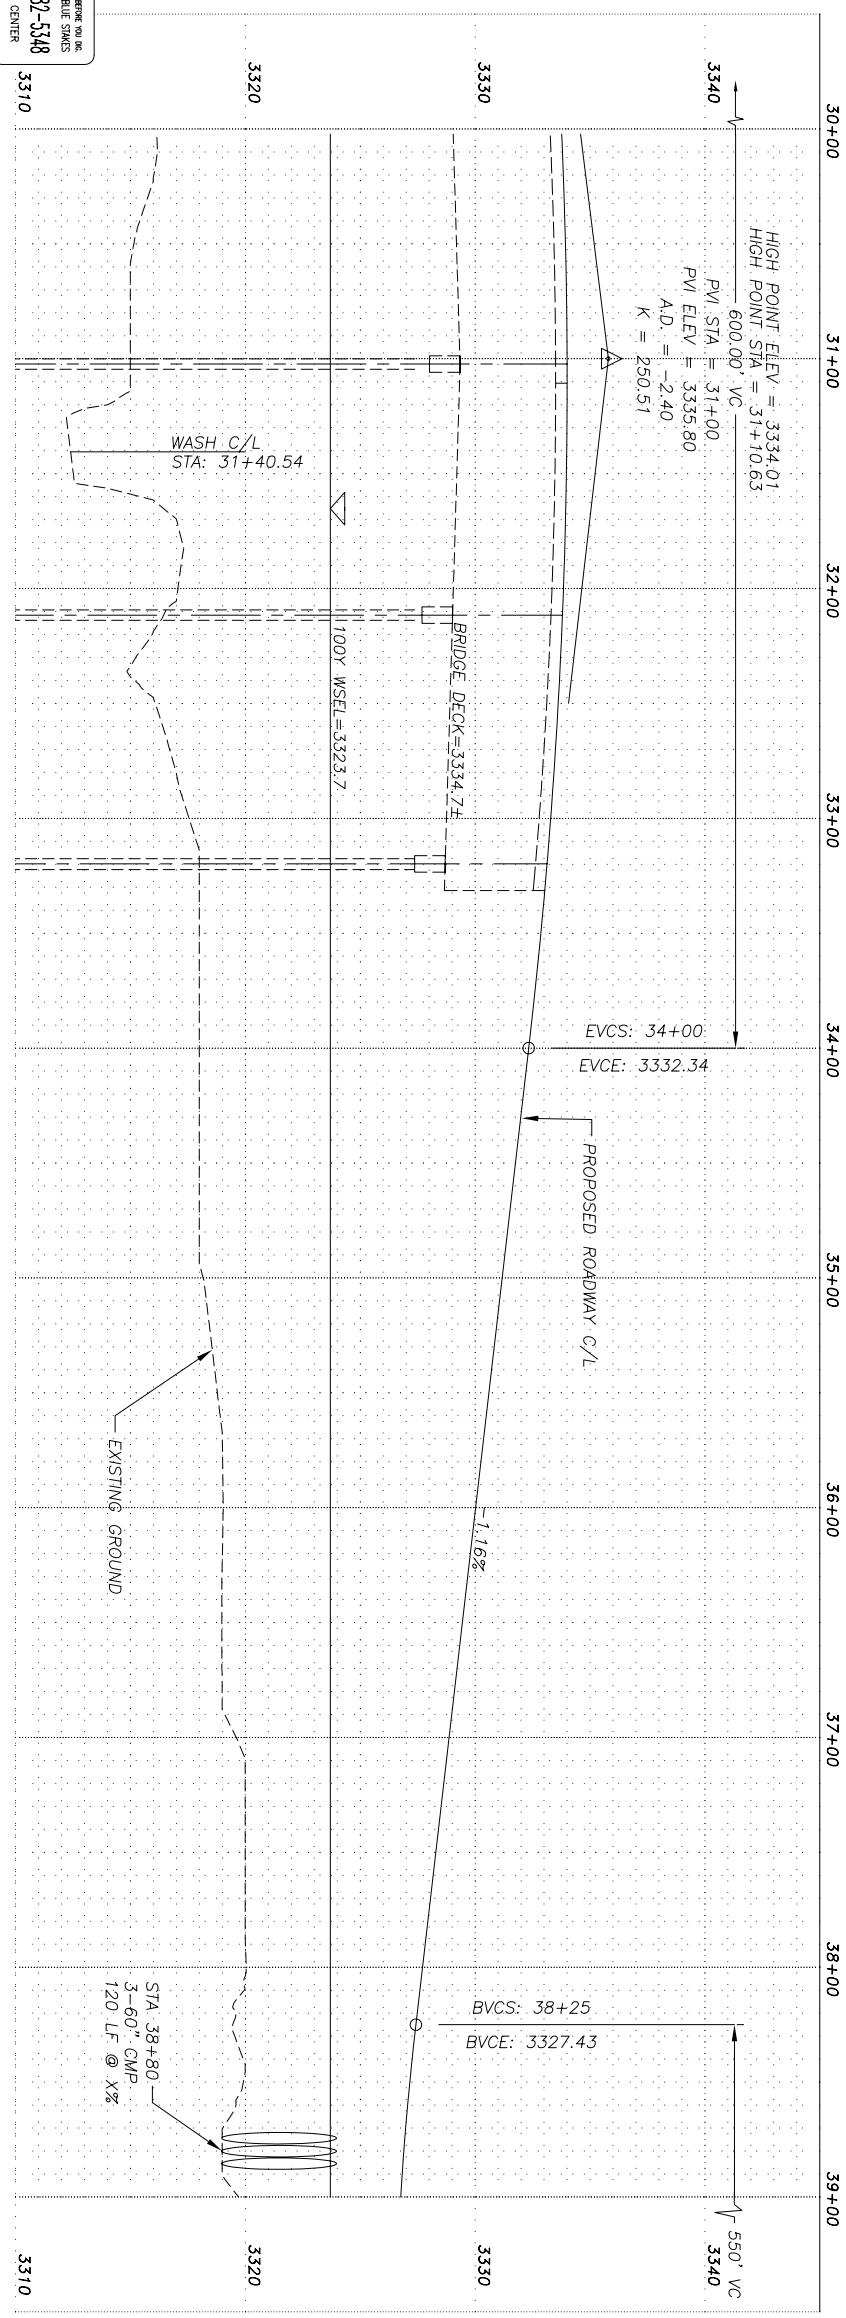 BEFORE YOU DIG.
BLUE STAKES
32-5348
CENTER
30+00
31+00
32+00
33+00
34+00
35+00
36+00
37+00
38+00
39+00
3340
3330
3320
3310
3340
3330
3320
3310
HIGH POINT ELEV = 3334.01
HIGH POINT STA = 31+10.63
600.00' VC
PVI STA = 31+00
PVI ELEV = 3335.80
A.D. = -2.40
K = 250.51
WASH C/L
STA: 31+40.54
100Y WSEL=3323.7
BRIDGE DECK=3334.7±
EVCS: 34+00
EVCE: 3332.34
PROPOSED ROADWAY C/L
EXISTING GROUND
-1.16%
BVCS: 38+25
BVCE: 3327.43
STA 38+80
3-60" CMP
120 LF @ X%
550' VC